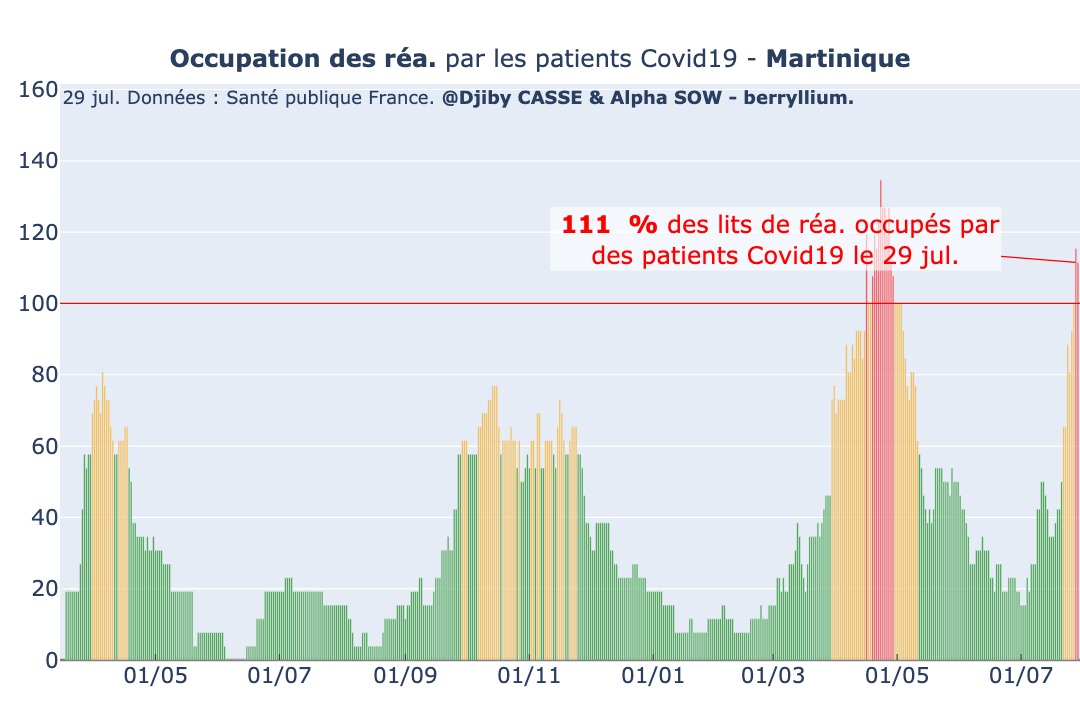 Occupation des réa. par les patients Covid19 - Martinique
160
29 jul. Données : Santé publique France. @Djiby CASSE & Alpha SOW - berryllium.
140
120
111 % des lits de réa. occupés par
des patients Covid19 le 29 jul.
100
80
60
40
20
0
01/05 01/07 01/09 01/11 01/01 01/03 01/05 01/07